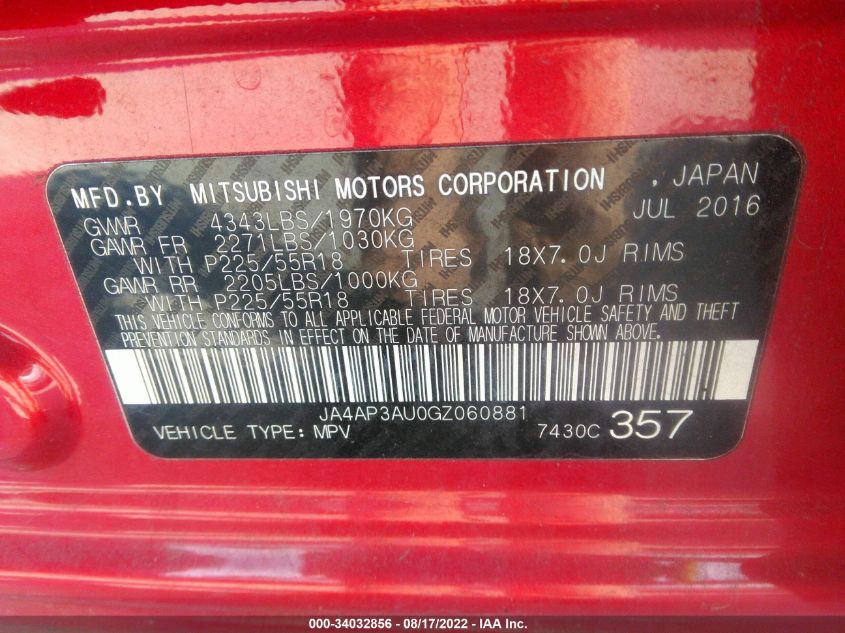 MFD.BY MITSUBISHI MOTORS CORPORATION , JAPAN
GVWR 4343LBS/1970KG JUL 2016
GAWR FR 2271LBS/1030KG
WITH P225/55R18 TIRES 18X7.0J RIMS
GAWR RR 2205LBS/1000KG
WITH P225/55R18 TIRES 18X7.0J RIMS
THIS VEHICLE CONFORMS TO ALL APPLICABLE FEDERAL MOTOR VEHICLE SAFETY AND THEFT
PREVENTION STANDARDS IN EFFECT ON THE DATE OF MANUFACTURE SHOWN ABOVE.
JA4AP3AU0GZ060881
VEHICLE TYPE: MPV 7430C 357
000-34032856 - 08/17/2022 - IAA Inc.